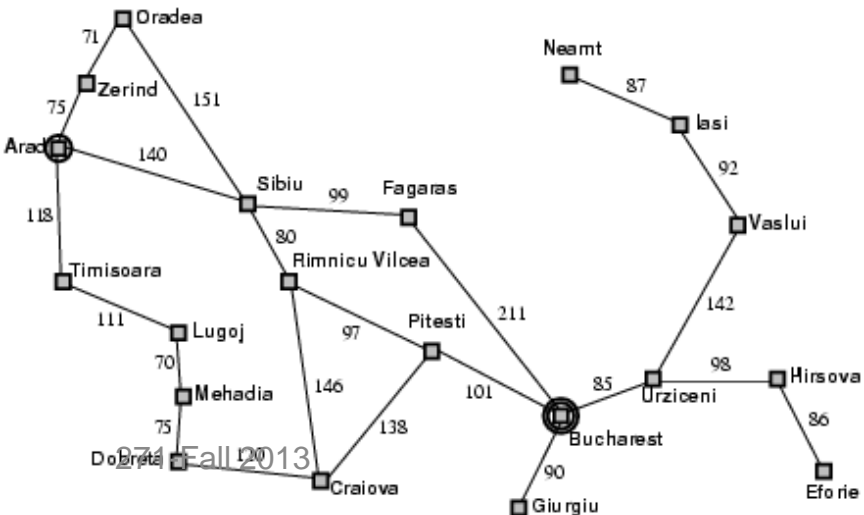 Oradea
71
Neamt
Zerind
87
75
151
Iasi
Arad
140
92
Sibiu
99
Fagaras
118
Vaslui
80
Timisoara
Rimnicu Vilcea
142
111
Pitesti
211
Lugoj
97
70
98
Hirsova
146
85
Mehadia
101
Urziceni
138
86
75
Bucharest
Dobreta
120
271-Fall 2013
90
Craiova
Eforie
Giurgiu